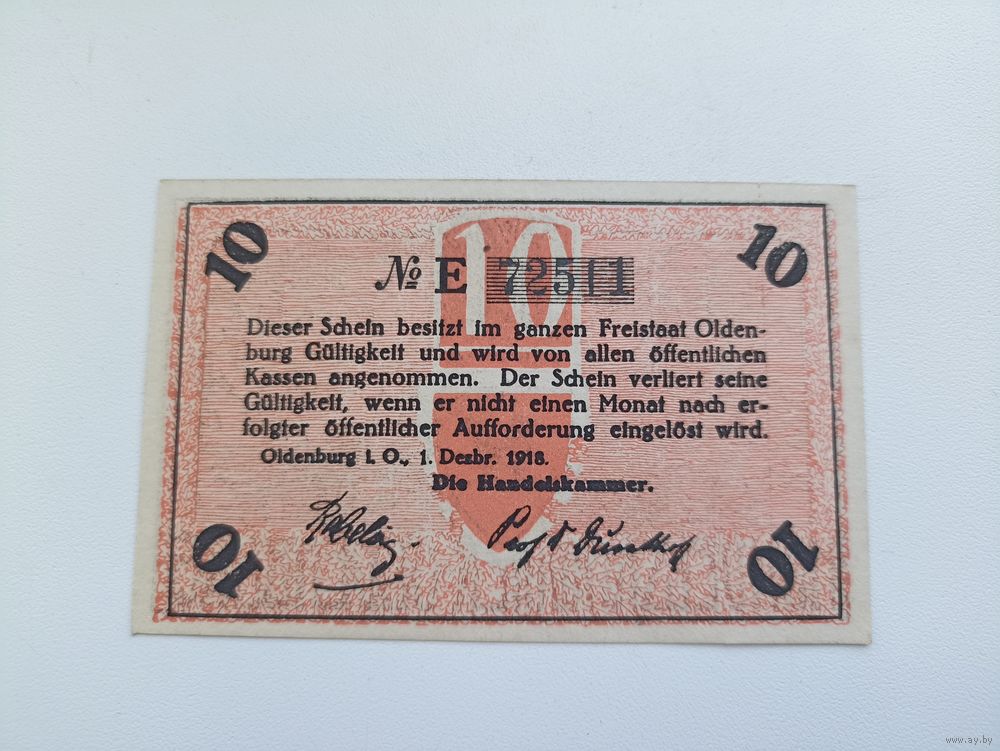 10 10 10
№ E 72511
Dieser Schein besitzt im ganzen Freistaat Olden-
burg Gültigkeit und wird von allen öffentlichen
Kassen angenommen. Der Schein verliert seine
Gültigkeit, wenn er nicht einen Monat nach er-
folgter öffentlicher Aufforderung eingelöst wird.
Oldenburg i. O., 1. Dezbr. 1918.
Die Handelskammer.
Prof
10 10
www.ay.by